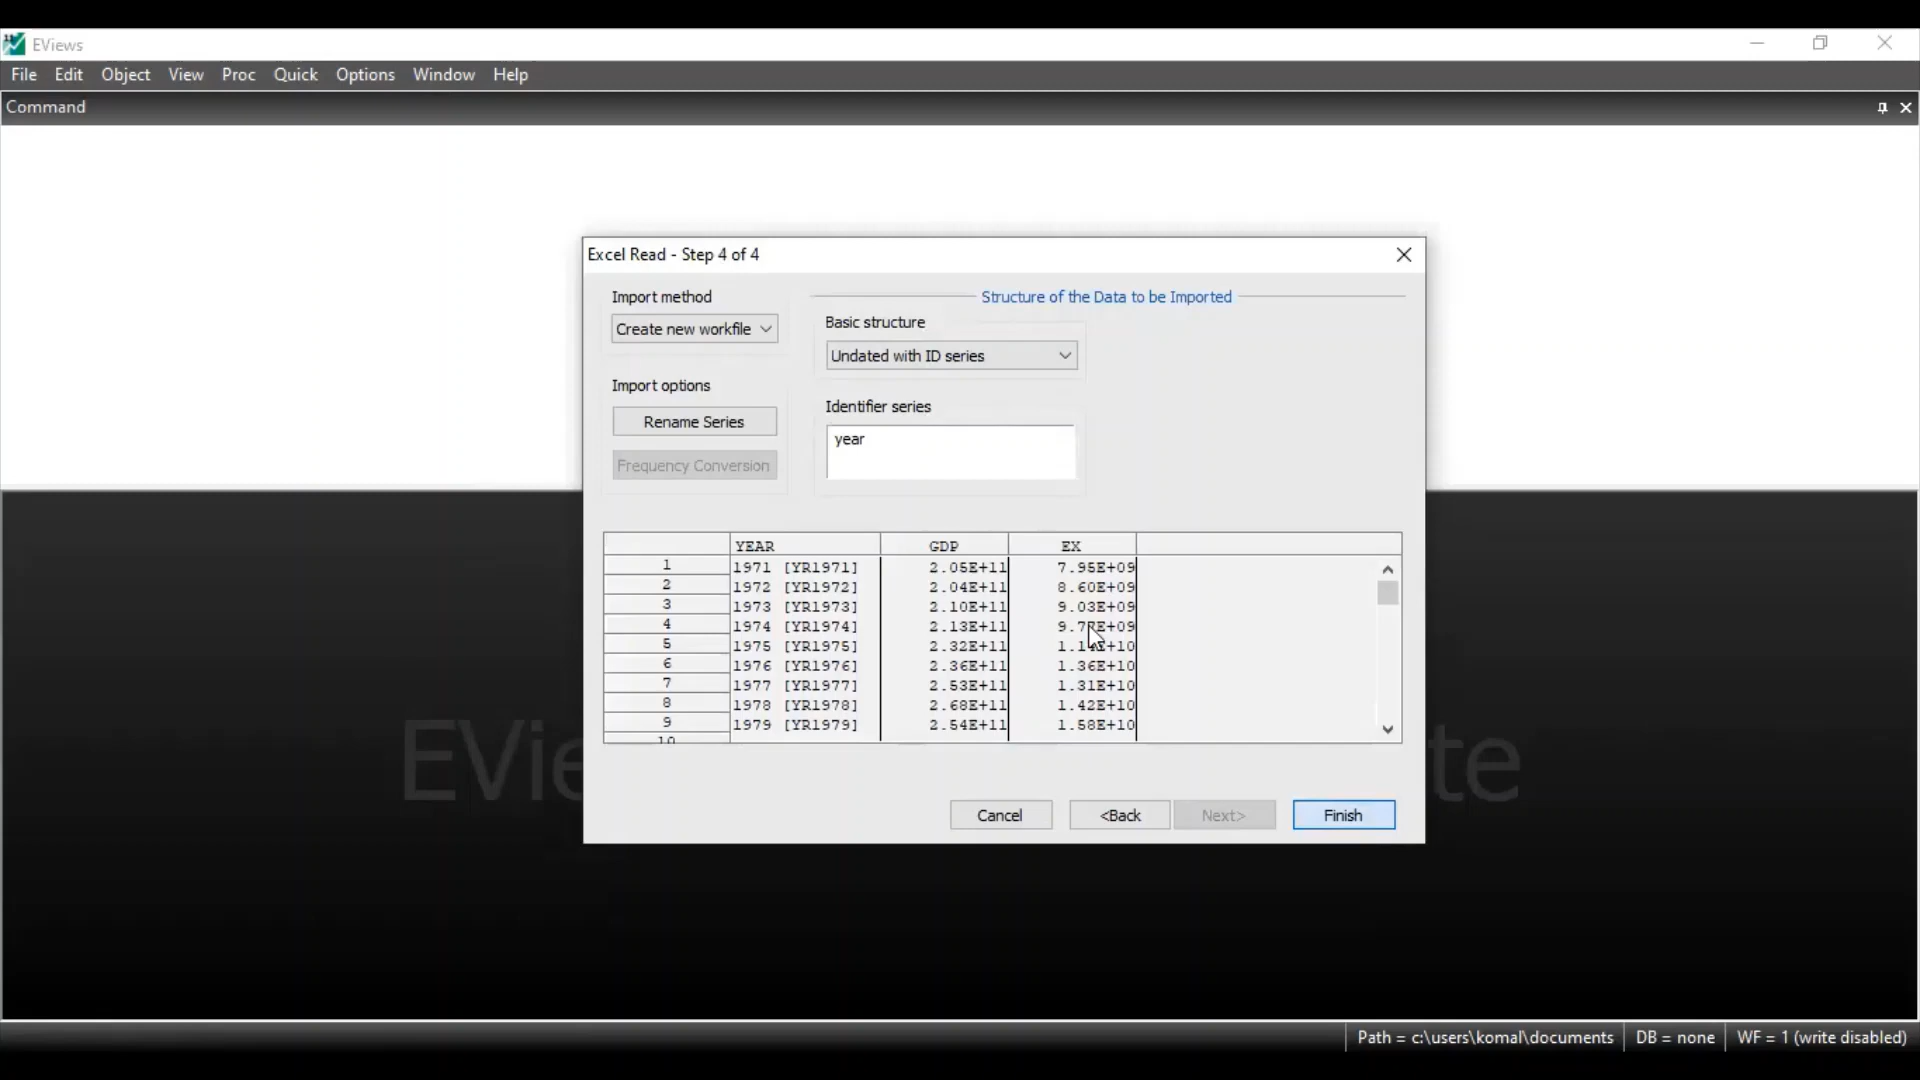 EViews
File Edit Object View Proc Quick Options Window Help
Command
Excel Read - Step 4 of 4
Import method
Create new workfile
Import options
Rename Series
Frequency Conversion
Structure of the Data to be Imported
Basic structure
Undated with ID series
Identifier series
year
YEAR GDP EX
1 1971 [YR1971] 2.05E+11 7.95E+09
2 1972 [YR1972] 2.04E+11 8.60E+09
3 1973 [YR1973] 2.10E+11 9.03E+09
4 1974 [YR1974] 2.13E+11
5 1975 [YR1975] 2.32E+11
6 1976 [YR1976] 2.36E+11 1.36E+10
7 1977 [YR1977] 2.53E+11 1.31E+10
8 1978 [YR1978] 2.68E+11 1.42E+10
9 1979 [YR1979] 2.54E+11 1.58E+10
10
Cancel <Back Next> Finish
Path = c:\users\komal\documents DB = none WF = 1 (write disabled)